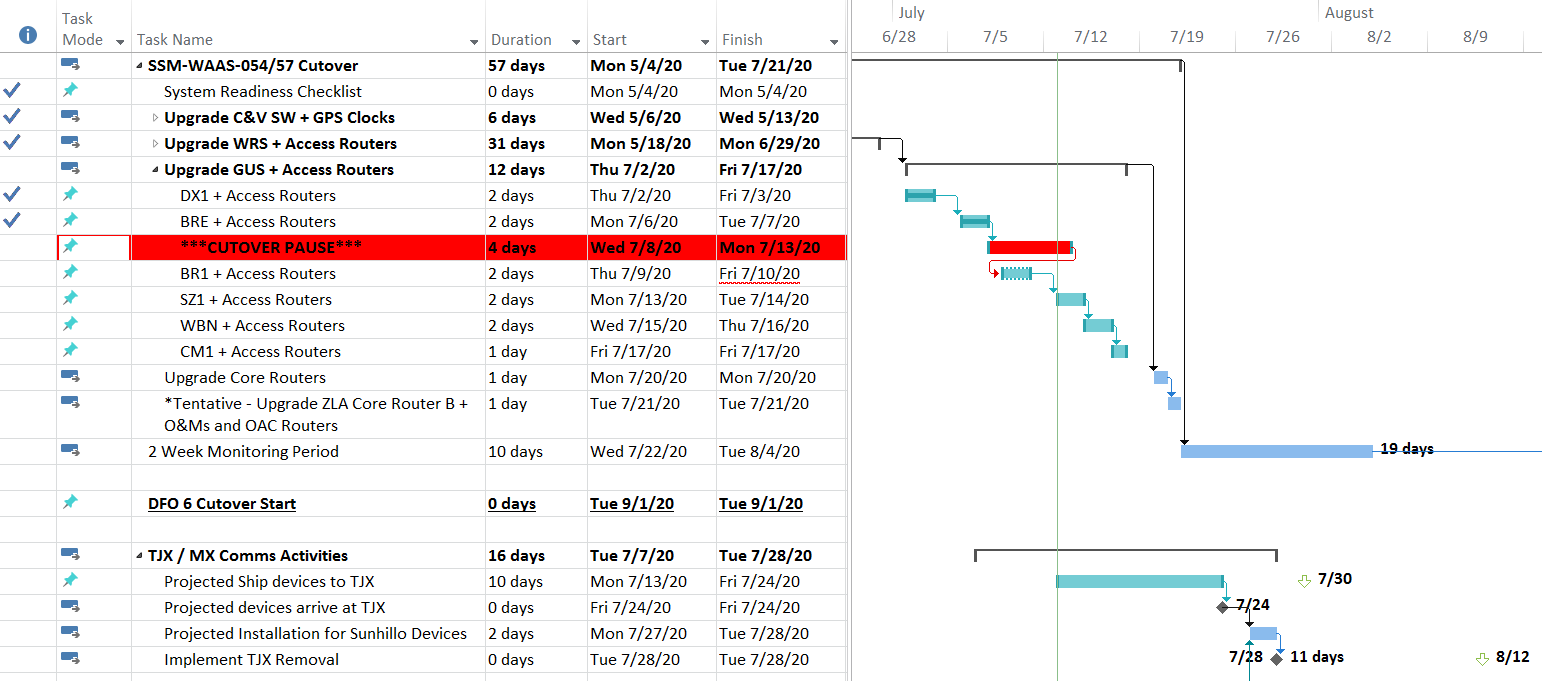 Task
Mode Task Name Duration Start Finish
July August
6/28 7/5 7/12 7/19 7/26 8/2 8/9
SSM-WAAS-054/57 Cutover 57 days Mon 5/4/20 Tue 7/21/20
System Readiness Checklist 0 days Mon 5/4/20 Mon 5/4/20
Upgrade C&V SW + GPS Clocks 6 days Wed 5/6/20 Wed 5/13/20
Upgrade WRS + Access Routers 31 days Mon 5/18/20 Mon 6/29/20
Upgrade GUS + Access Routers 12 days Thu 7/2/20 Fri 7/17/20
DX1 + Access Routers 2 days Thu 7/2/20 Fri 7/3/20
BRE + Access Routers 2 days Mon 7/6/20 Tue 7/7/20
***CUTOVER PAUSE*** 4 days Wed 7/8/20 Mon 7/13/20
BR1 + Access Routers 2 days Thu 7/9/20 Fri 7/10/20
SZ1 + Access Routers 2 days Mon 7/13/20 Tue 7/14/20
WBN + Access Routers 2 days Wed 7/15/20 Thu 7/16/20
CM1 + Access Routers 1 day Fri 7/17/20 Fri 7/17/20
Upgrade Core Routers 1 day Mon 7/20/20 Mon 7/20/20
*Tentative - Upgrade ZLA Core Router B + 1 day Tue 7/21/20 Tue 7/21/20
O&Ms and OAC Routers
2 Week Monitoring Period 10 days Wed 7/22/20 Tue 8/4/20 19 days
DFO 6 Cutover Start 0 days Tue 9/1/20 Tue 9/1/20
TJX / MX Comms Activities 16 days Tue 7/7/20 Tue 7/28/20
Projected Ship devices to TJX 10 days Mon 7/13/20 Fri 7/24/20 7/30
Projected devices arrive at TJX 0 days Fri 7/24/20 Fri 7/24/20 7/24
Projected Installation for Sunhillo Devices 2 days Mon 7/27/20 Tue 7/28/20
Implement TJX Removal 0 days Tue 7/28/20 Tue 7/28/20 7/28 11 days 8/12